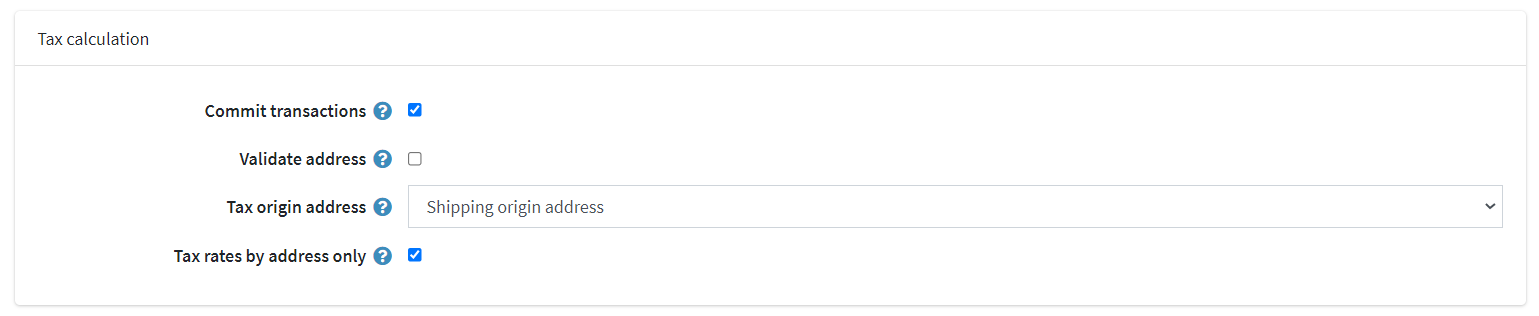 Tax calculation
Commit transactions ?
Validate address ?
Tax origin address ? Shipping origin address
Tax rates by address only ?